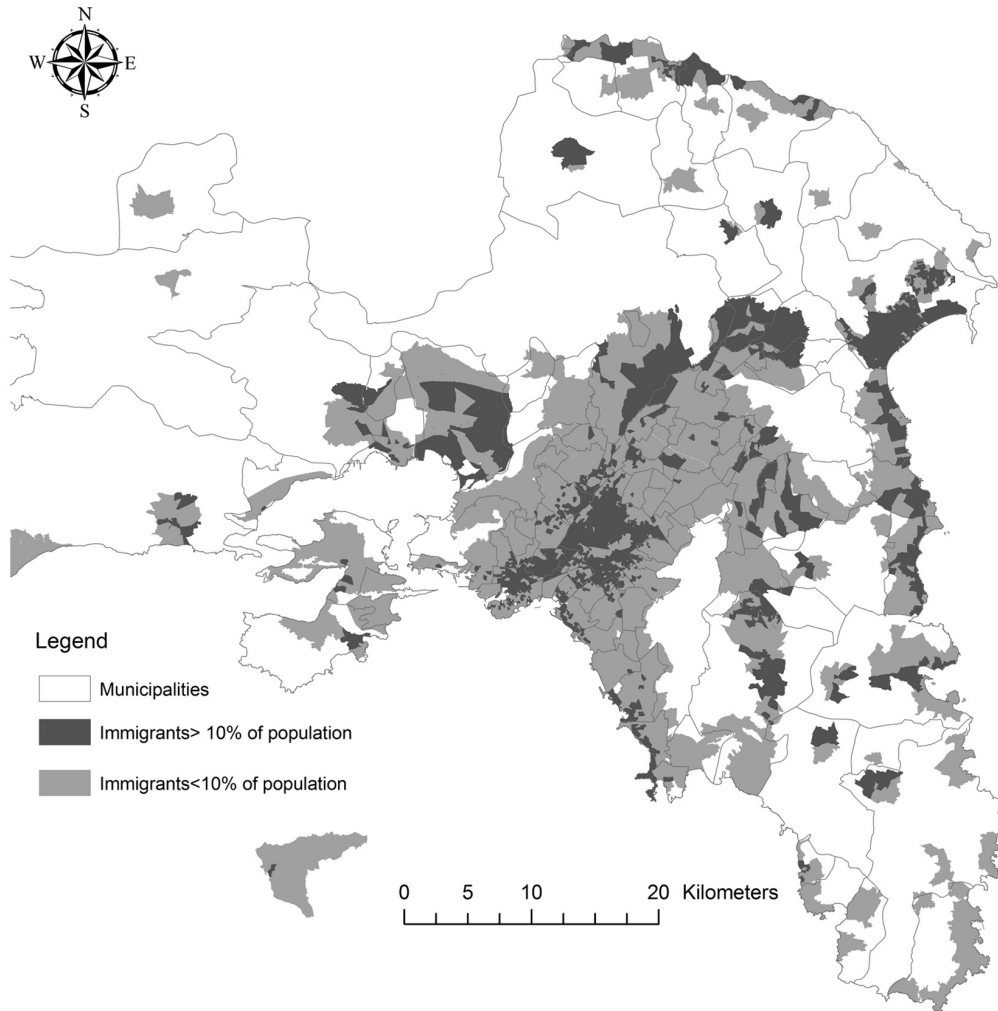 N
W E
S
Legend
Municipalities
Immigrants> 10% of population
Immigrants<10% of population
0 5 10 20 Kilometers